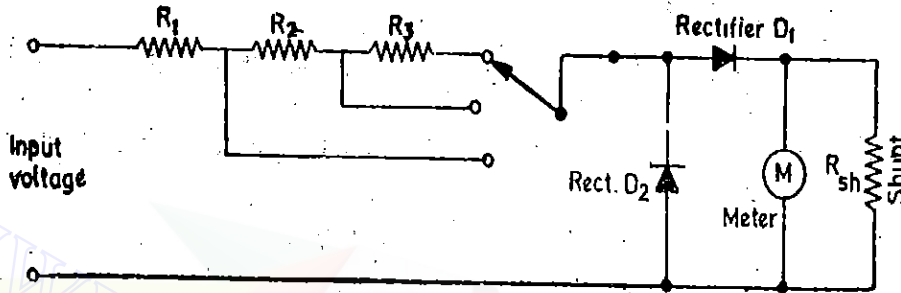 R1 R2 R3
Rectifier D1
Input
voltage
Rect. D2
M
Meter
Rsh
Shunt